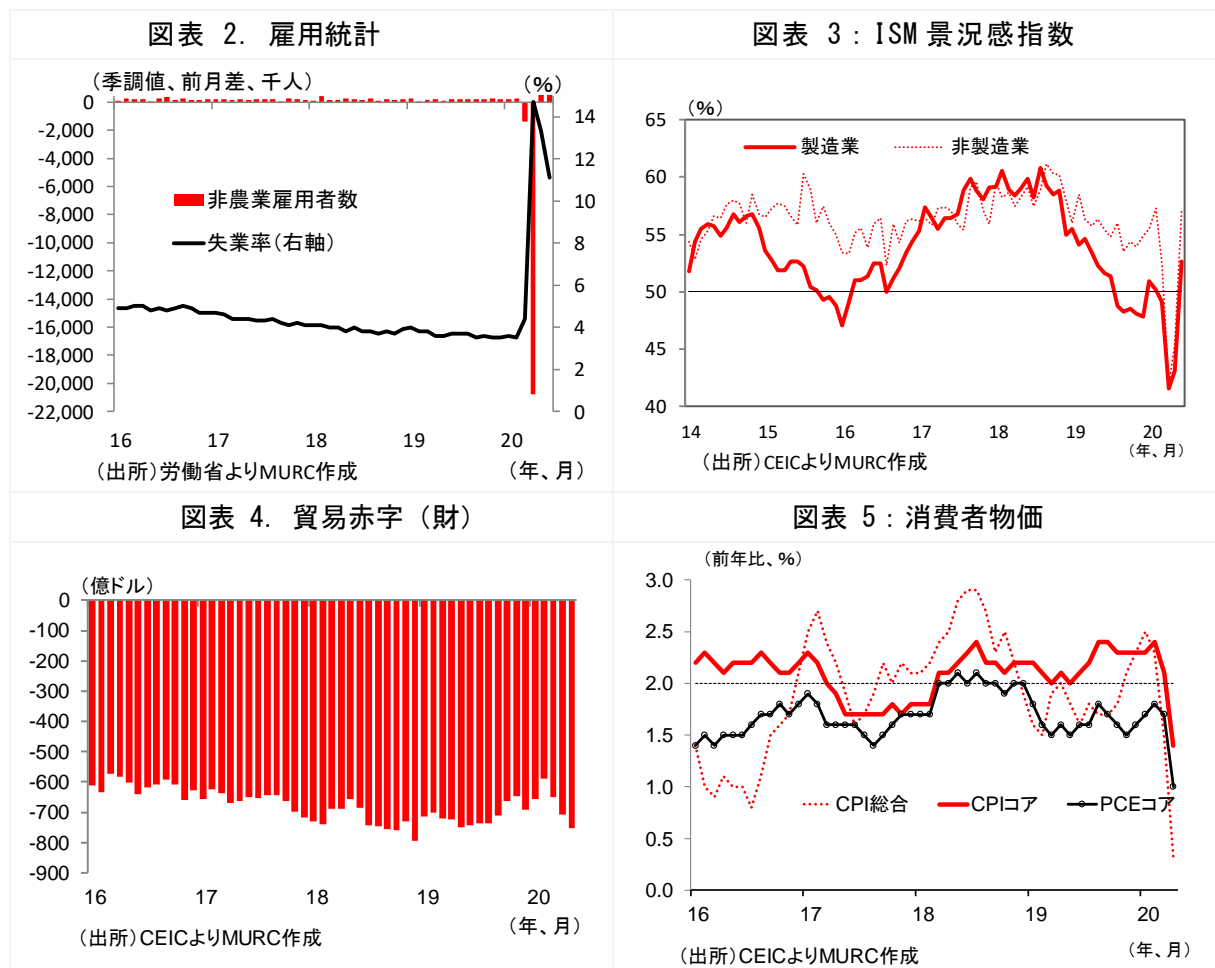 図表 2. 雇用統計
(季調値、前月差、千人)
(%)
0
-2,000
-4,000
-6,000
-8,000
-10,000
-12,000
-14,000
-16,000
-18,000
-20,000
-22,000
14
12
10
8
6
4
2
0
非農業雇用者数
失業率(右軸)
16 17 18 19 20
(出所)労働省よりMURC作成
(年、月)
図表 3：ISM 景況感指数
(%)
65
60
55
50
45
40
製造業
非製造業
14 15 16 17 18 19 20
(出所)CEICよりMURC作成
(年、月)
図表 4. 貿易赤字（財）
(億ドル)
0
-100
-200
-300
-400
-500
-600
-700
-800
-900
16 17 18 19 20
(年、月)
(出所)CEICよりMURC作成
図表 5：消費者物価
(前年比、%)
3.0
2.5
2.0
1.5
1.0
0.5
0.0
CPI総合
CPIコア
PCEコア
16 17 18 19 20
(出所)CEICよりMURC作成
(年、月)